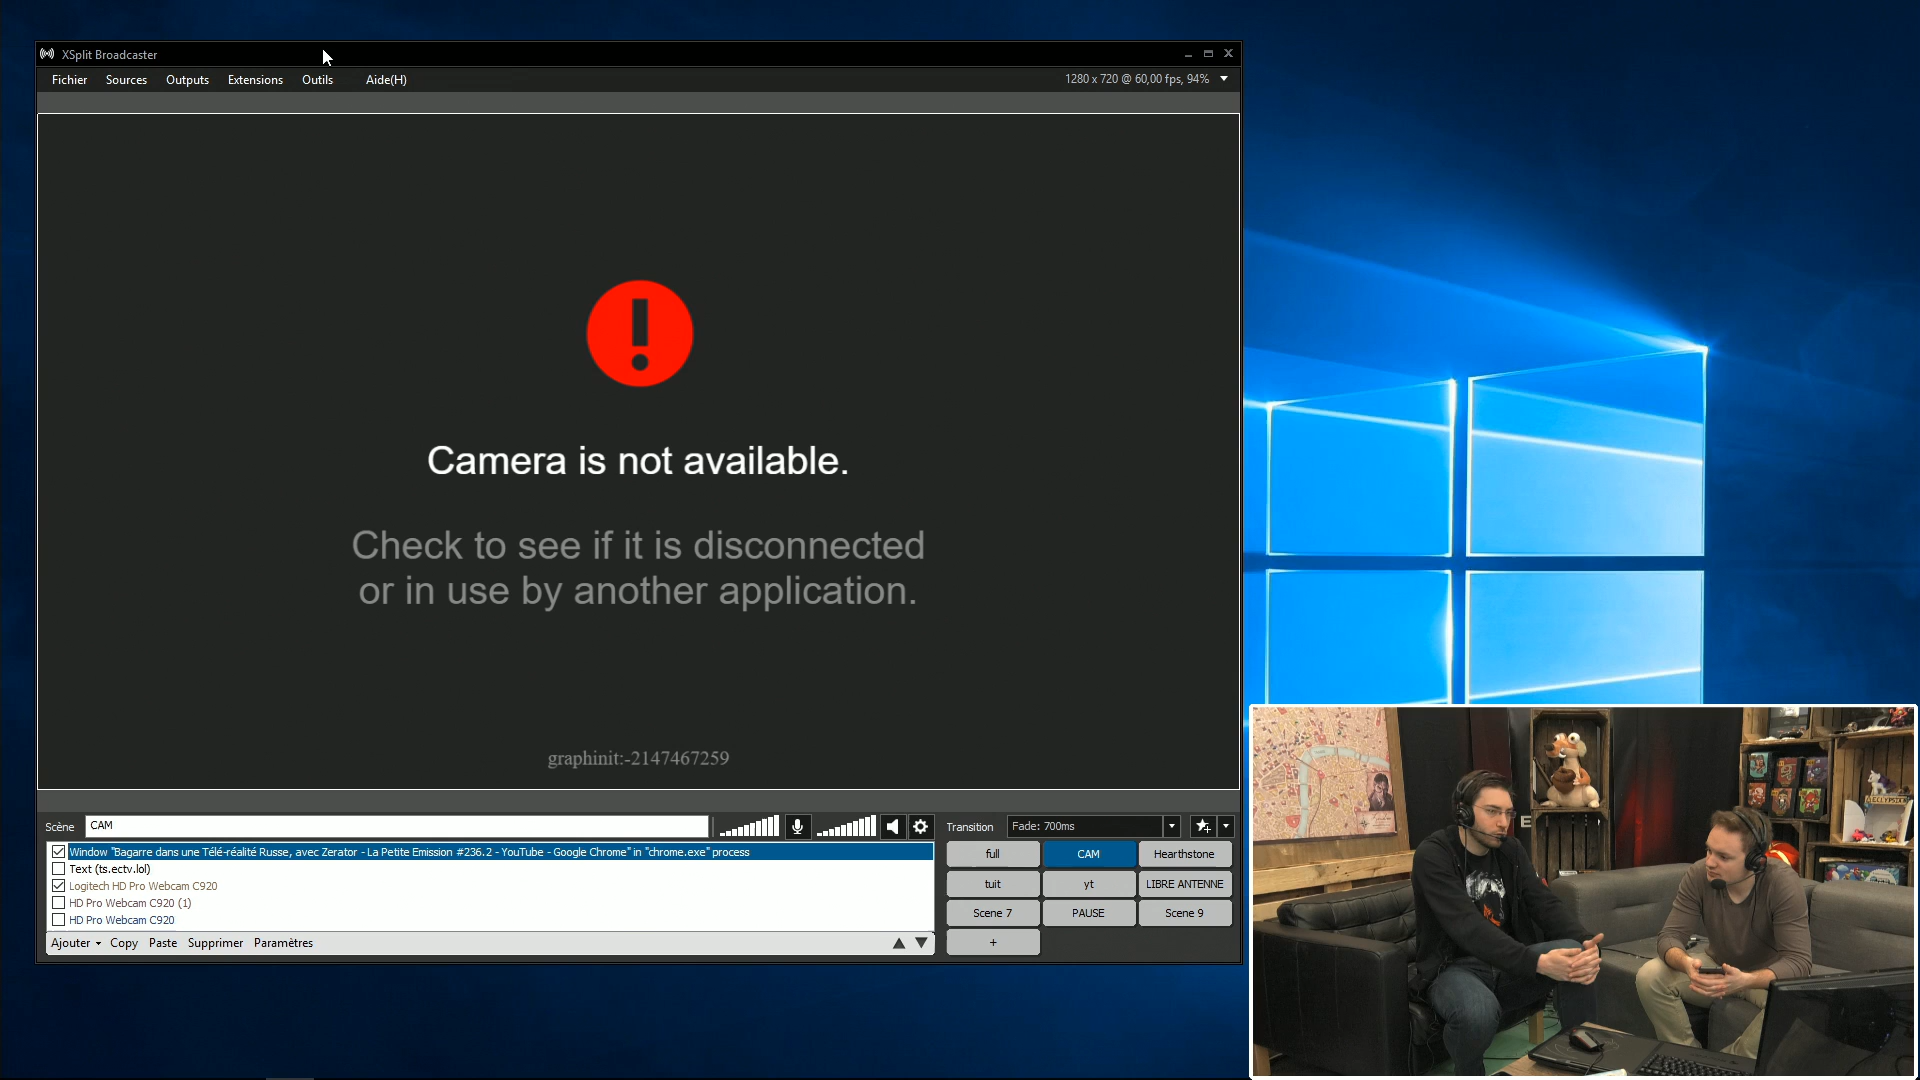 XSplit Broadcaster
Fichier Sources Outputs Extensions Outils Aide(H)
1280 x 720 @ 60,00 fps, 94%
Camera is not available.
Check to see if it is disconnected
or in use by another application.
graphinit:-2147467259
Scène CAM
Transition Fade: 700ms
Window "Bagarre dans une Télé-réalité Russe, avec Zerator - La Petite Emission #236.2 - YouTube - Google Chrome" in "chrome.exe" process
Text (ts.ectv.lol)
Logitech HD Pro Webcam C920
HD Pro Webcam C920 (1)
HD Pro Webcam C920
Ajouter Copy Paste Supprimer Paramètres
full CAM Hearthstone
tuit yt LIBRE ANTENNE
Scene 7 PAUSE Scene 9
+